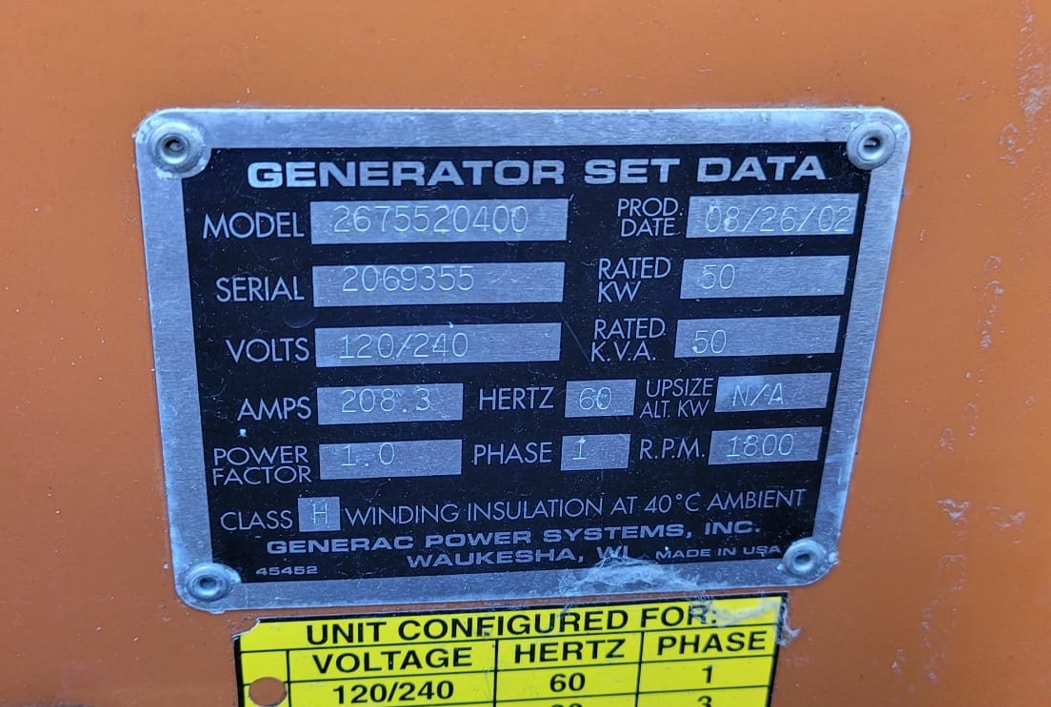 GENERATOR SET DATA
MODEL 2675520400 PROD. DATE 08/26/02
SERIAL 2069355 RATED KW 50
VOLTS 120/240 RATED K.V.A. 50
AMPS 208.3 HERTZ 60 UPSIZE ALT. KW N/A
POWER FACTOR 1.0 PHASE 1 R.P.M. 1800
CLASS H WINDING INSULATION AT 40°C AMBIENT
GENERAC POWER SYSTEMS, INC.
45452 WAUKESHA, WI MADE IN USA
UNIT CONFIGURED FOR:
VOLTAGE HERTZ PHASE
120/240 60 1
3